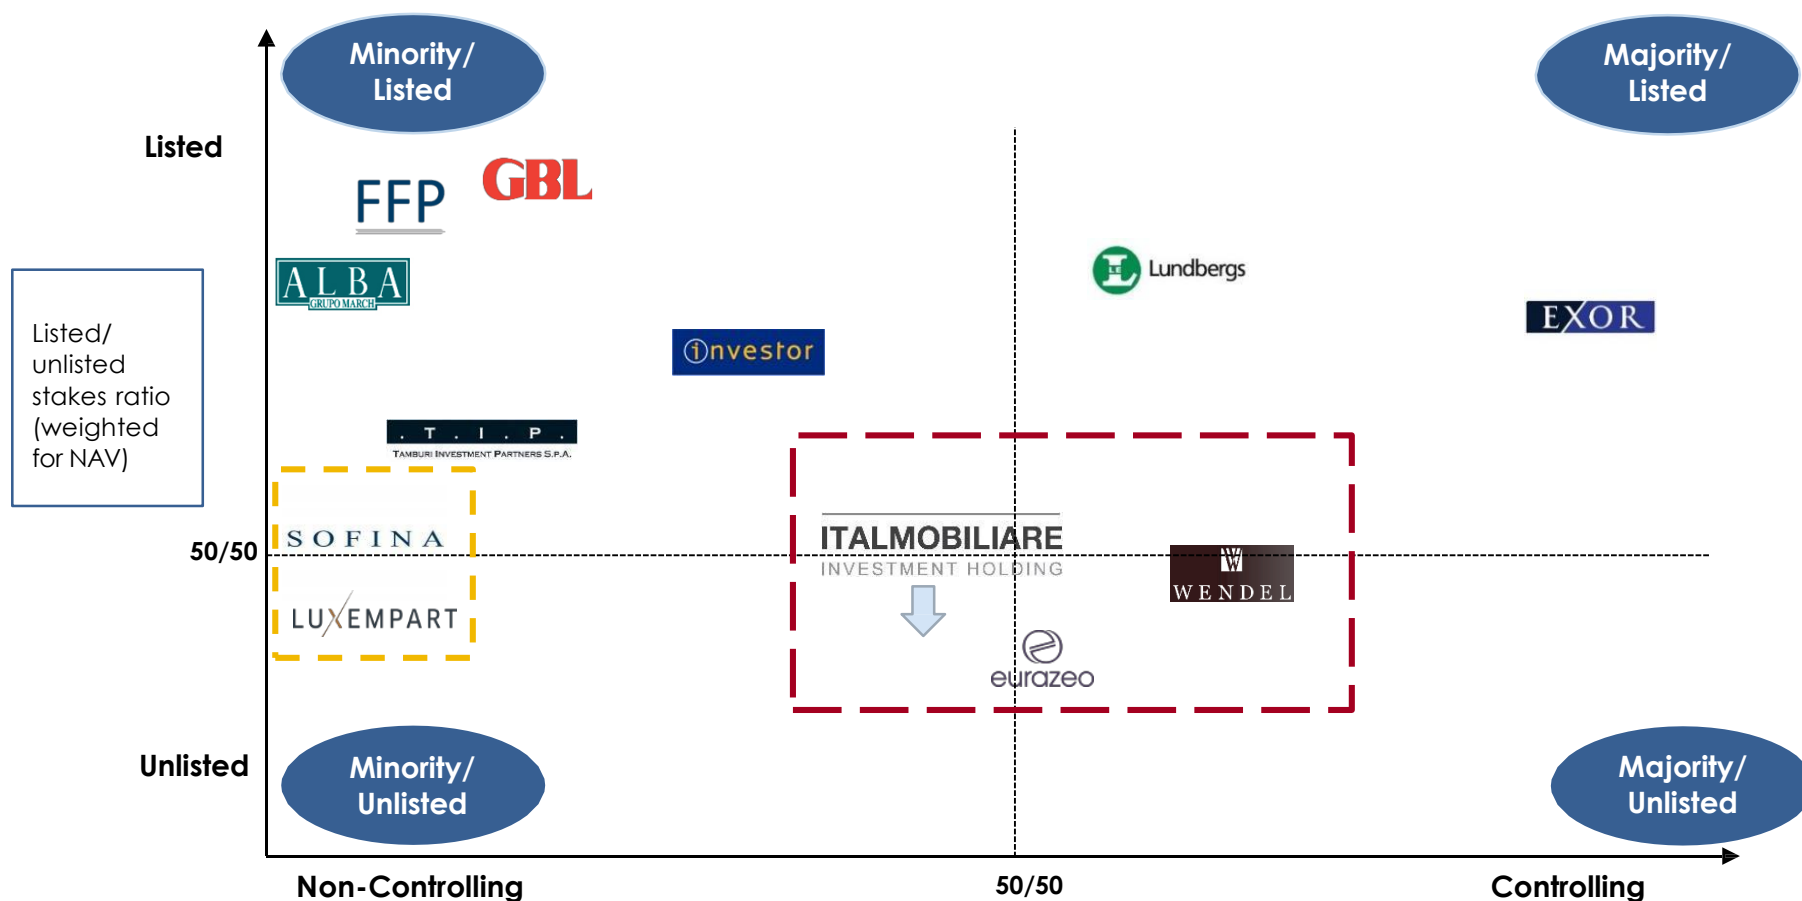 Minority/
Listed
Majority/
Listed
Listed
FFP
GBL
ALBA
GRUPO MARCH
LE
Lundbergs
EXOR
investor
Listed/
unlisted
stakes ratio
(weighted
for NAV)
. T . I . P .
TAMBURI INVESTMENT PARTNERS S.P.A.
SOFINA
50/50
ITALMOBILIARE
INVESTMENT HOLDING
W
WENDEL
LUXEMPART
eurazeo
Unlisted
Minority/
Unlisted
Majority/
Unlisted
Non-Controlling
50/50
Controlling